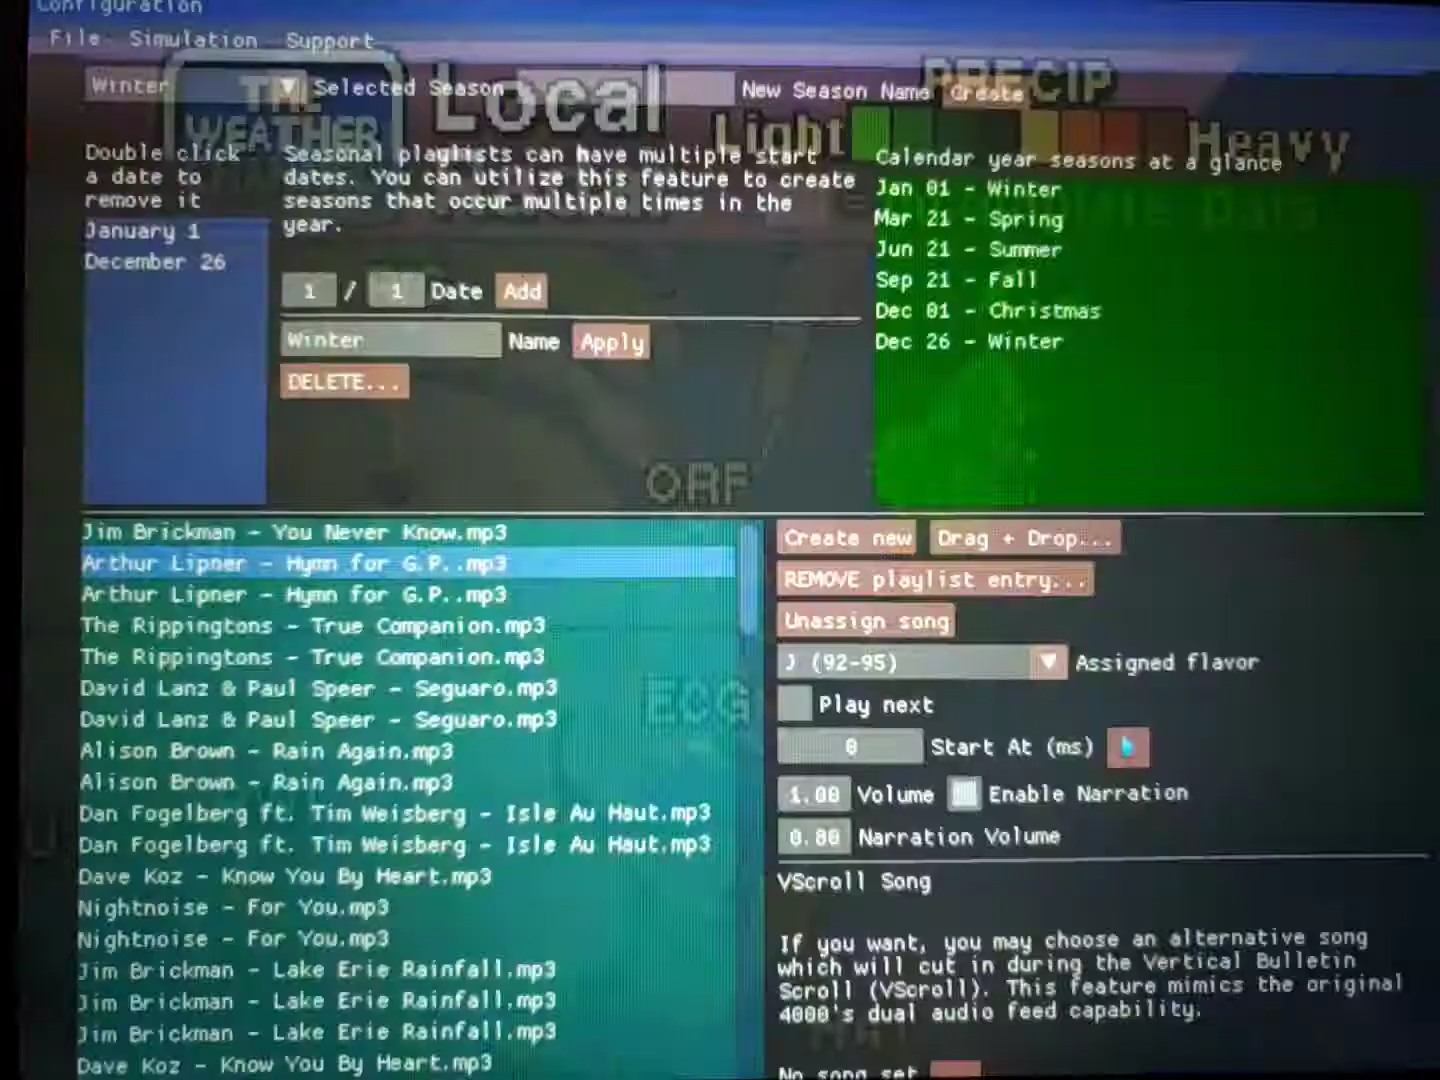 Configuration
File Simulation Support
Winter Selected Season New Season Name Create
THE WEATHER
Local
PRECIP
Light Heavy
Double click
a date to
remove it
January 1
December 26
Seasonal playlists can have multiple start
dates. You can utilize this feature to create
seasons that occur multiple times in the
year.
1 / 1 Date Add
Winter Name Apply
DELETE...
Calendar year seasons at a glance
Jan 01 - Winter
Mar 21 - Spring
Jun 21 - Summer
Sep 21 - Fall
Dec 01 - Christmas
Dec 26 - Winter
ORF
Jim Brickman - You Never Know.mp3
Arthur Lipner - Hymn for G.P..mp3
Arthur Lipner - Hymn for G.P..mp3
The Rippingtons - True Companion.mp3
The Rippingtons - True Companion.mp3
David Lanz & Paul Speer - Seguaro.mp3
David Lanz & Paul Speer - Seguaro.mp3
Alison Brown - Rain Again.mp3
Alison Brown - Rain Again.mp3
Dan Fogelberg ft. Tim Weisberg - Isle Au Haut.mp3
Dan Fogelberg ft. Tim Weisberg - Isle Au Haut.mp3
Dave Koz - Know You By Heart.mp3
Nightnoise - For You.mp3
Nightnoise - For You.mp3
Jim Brickman - Lake Erie Rainfall.mp3
Jim Brickman - Lake Erie Rainfall.mp3
Jim Brickman - Lake Erie Rainfall.mp3
Dave Koz - Know You By Heart.mp3
ECG
Create new Drag + Drop...
REMOVE playlist entry...
Unassign song
J (92-95) Assigned flavor
Play next
0 Start At (ms)
1.00 Volume Enable Narration
0.80 Narration Volume
VScroll Song
If you want, you may choose an alternative song
which will cut in during the Vertical Bulletin
Scroll (VScroll). This feature mimics the original
4000's dual audio feed capability.
No song set